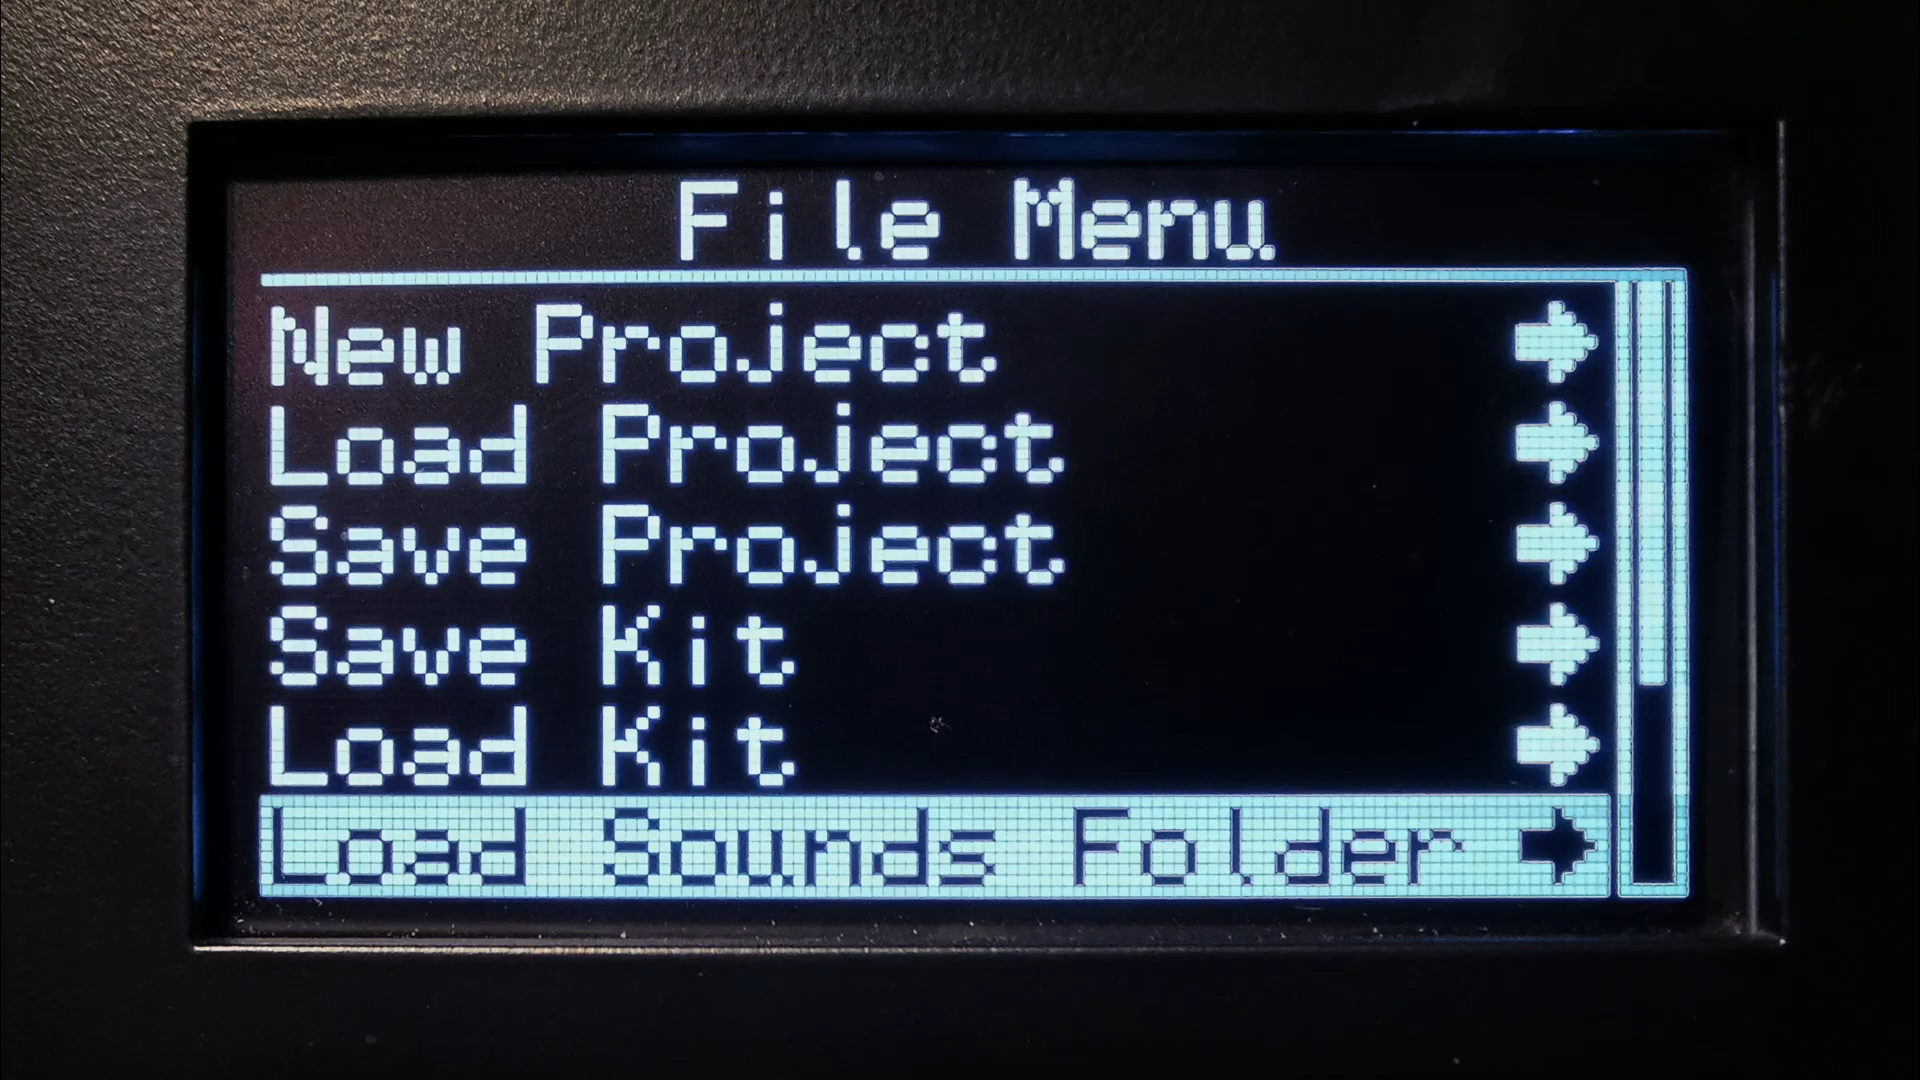 File Menu
New Project
Load Project
Save Project
Save Kit
Load Kit
Load Sounds Folder